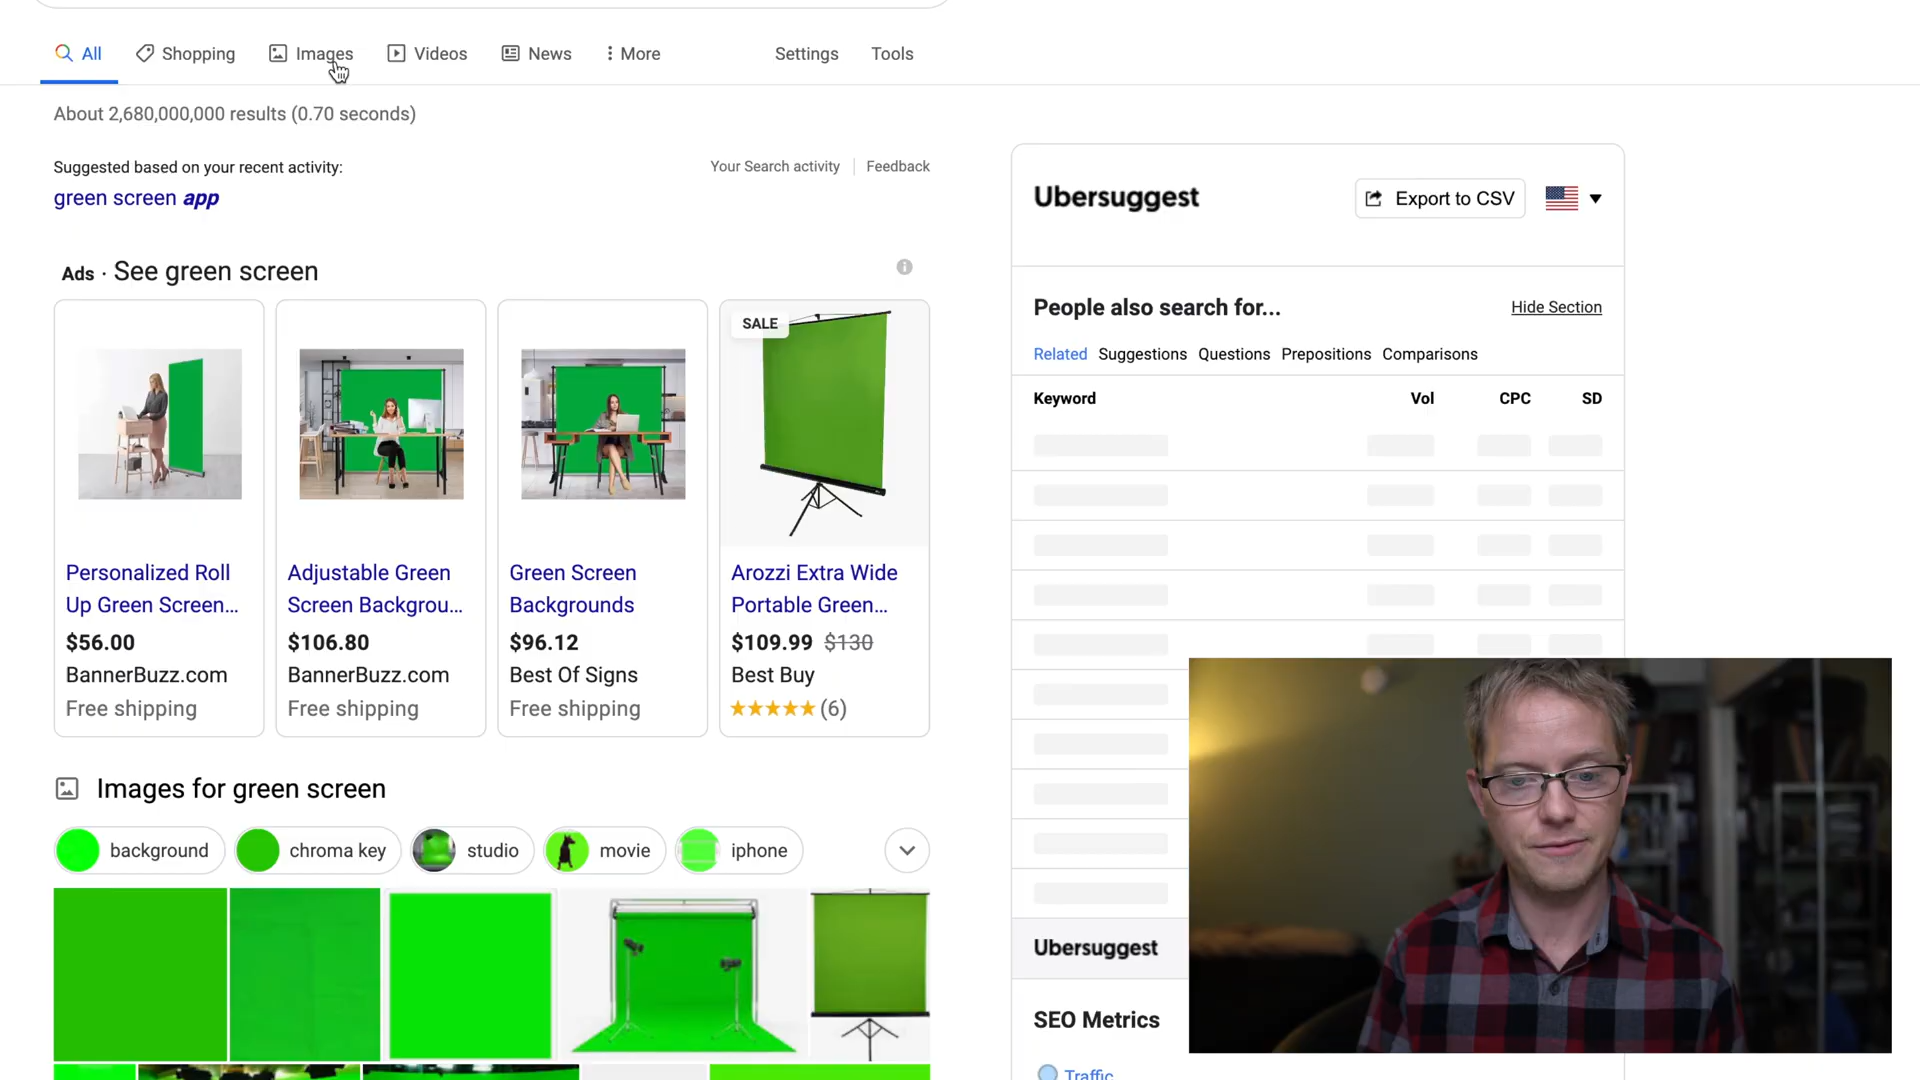 All
Shopping
Images
Videos
News
More
Settings
Tools
About 2,680,000,000 results (0.70 seconds)
Suggested based on your recent activity:
Your Search activity
Feedback
green screen app
Ads · See green screen
Personalized Roll
Up Green Screen...
$56.00
BannerBuzz.com
Free shipping
Adjustable Green
Screen Backgrou...
$106.80
BannerBuzz.com
Free shipping
Green Screen
Backgrounds
$96.12
Best Of Signs
Free shipping
SALE
Arozzi Extra Wide
Portable Green...
$109.99 $130
Best Buy
(6)
Images for green screen
background
chroma key
studio
movie
iphone
Ubersuggest
Export to CSV
People also search for...
Hide Section
Related Suggestions Questions Prepositions Comparisons
Keyword Vol CPC SD
Ubersuggest
SEO Metrics
Traffic